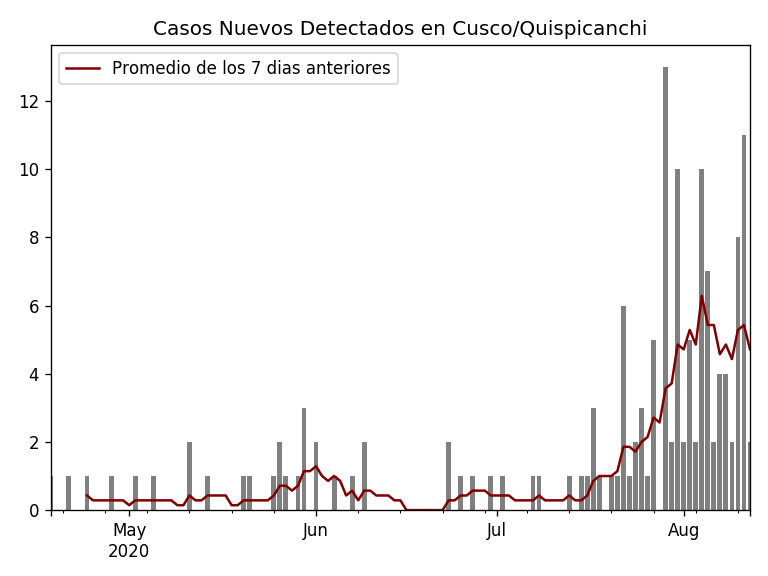 Casos Nuevos Detectados en Cusco/Quispicanchi
Promedio de los 7 dias anteriores
12
10
8
6
4
2
0
May
2020
Jun
Jul
Aug